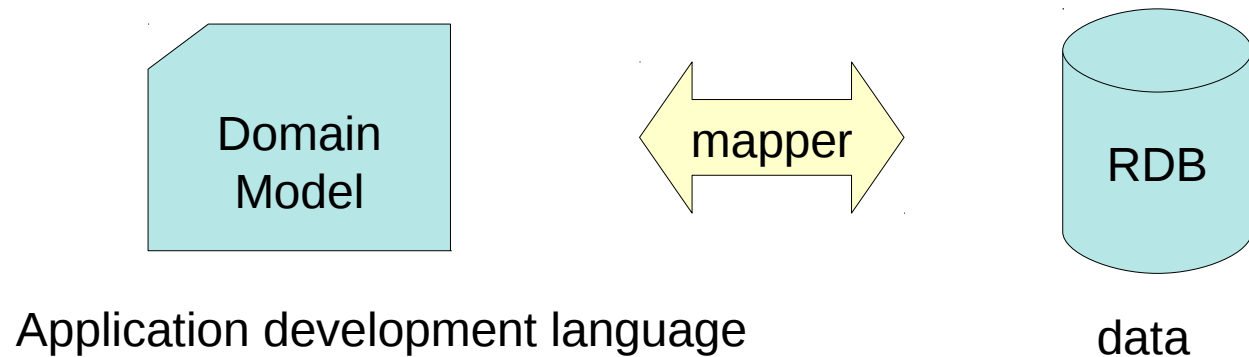 Domain
Model
mapper
RDB
Application development language
data